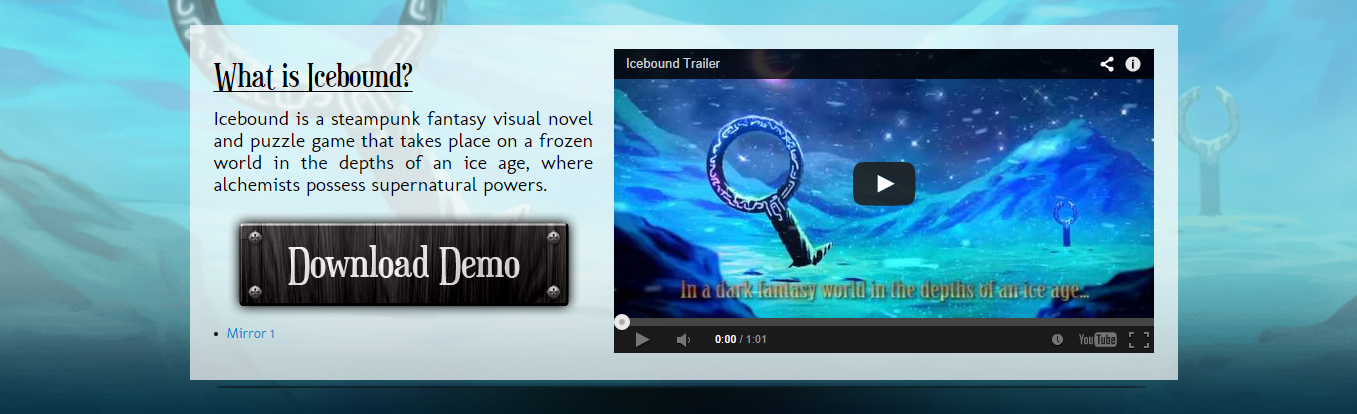 What is Icebound?
Icebound is a steampunk fantasy visual novel
and puzzle game that takes place on a frozen
world in the depths of an ice age, where
alchemists possess supernatural powers.
Download Demo
Mirror 1
Icebound Trailer
In a dark fantasy world in the depths of an ice age...
0:00 / 1:01
YouTube